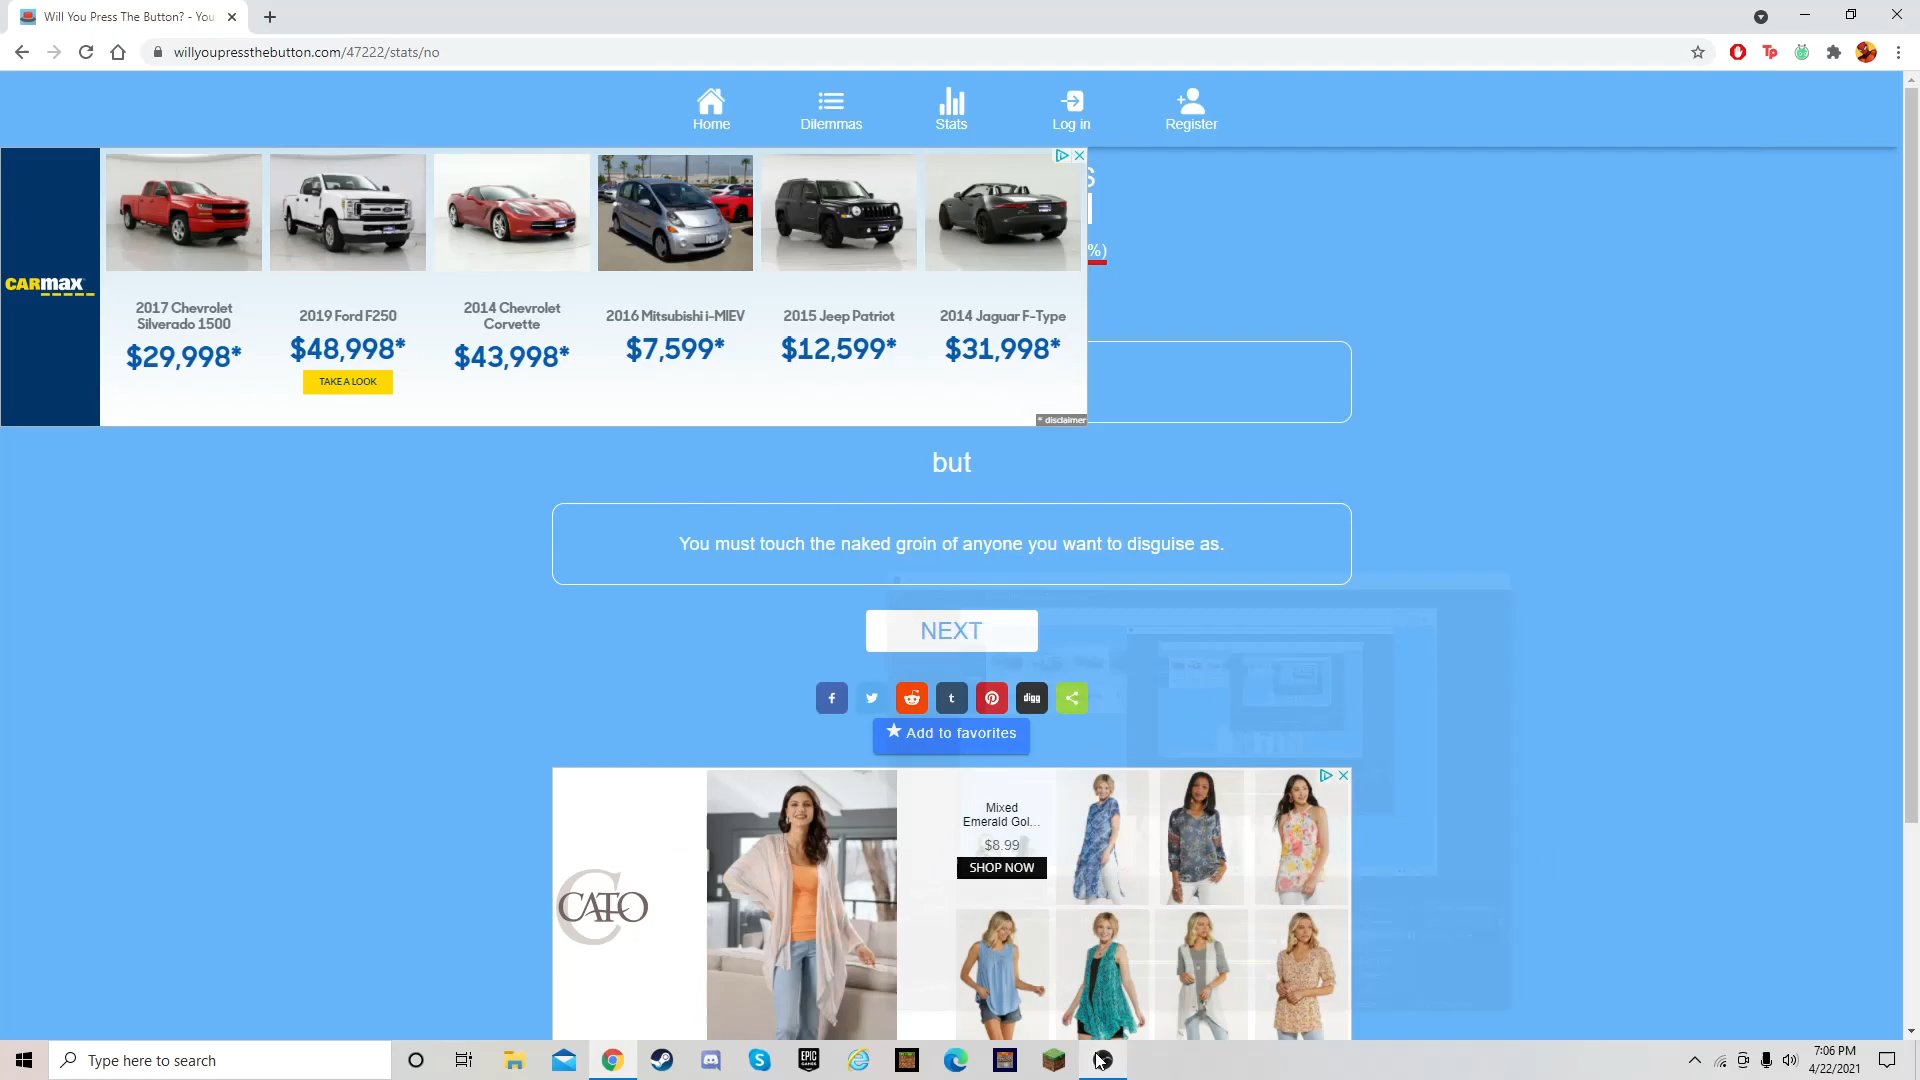 Will You Press The Button? - You
willyoupressthebutton.com/47222/stats/no
Home
Dilemmas
Stats
Log in
Register
s
%)
CARMAX
2017 Chevrolet
Silverado 1500
$29,998*
2019 Ford F250
$48,998*
TAKE A LOOK
2014 Chevrolet
Corvette
$43,998*
2016 Mitsubishi i-MIEV
$7,599*
2015 Jeep Patriot
$12,599*
2014 Jaguar F-Type
$31,998*
* disclaimer
but
You must touch the naked groin of anyone you want to disguise as.
NEXT
digg
Add to favorites
CATO
Mixed
Emerald Gol...
$8.99
SHOP NOW
Type here to search
EPIC
GAMES
7:06 PM
4/22/2021